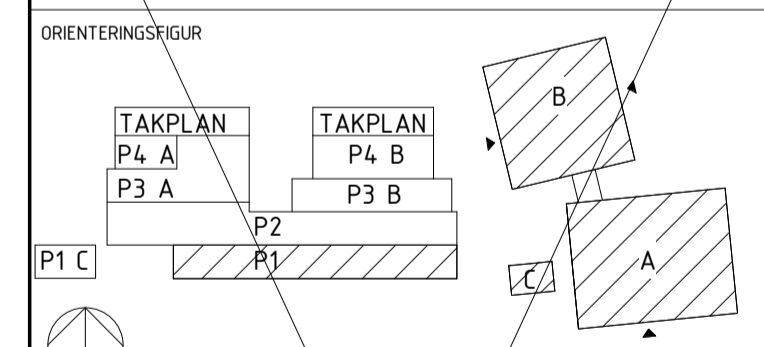 ORIENTERINGSFIGUR
TAKPLAN TAKPLAN
P4 A P4 B
P3 A P3 B
P2
P1 C P1
B
A
C